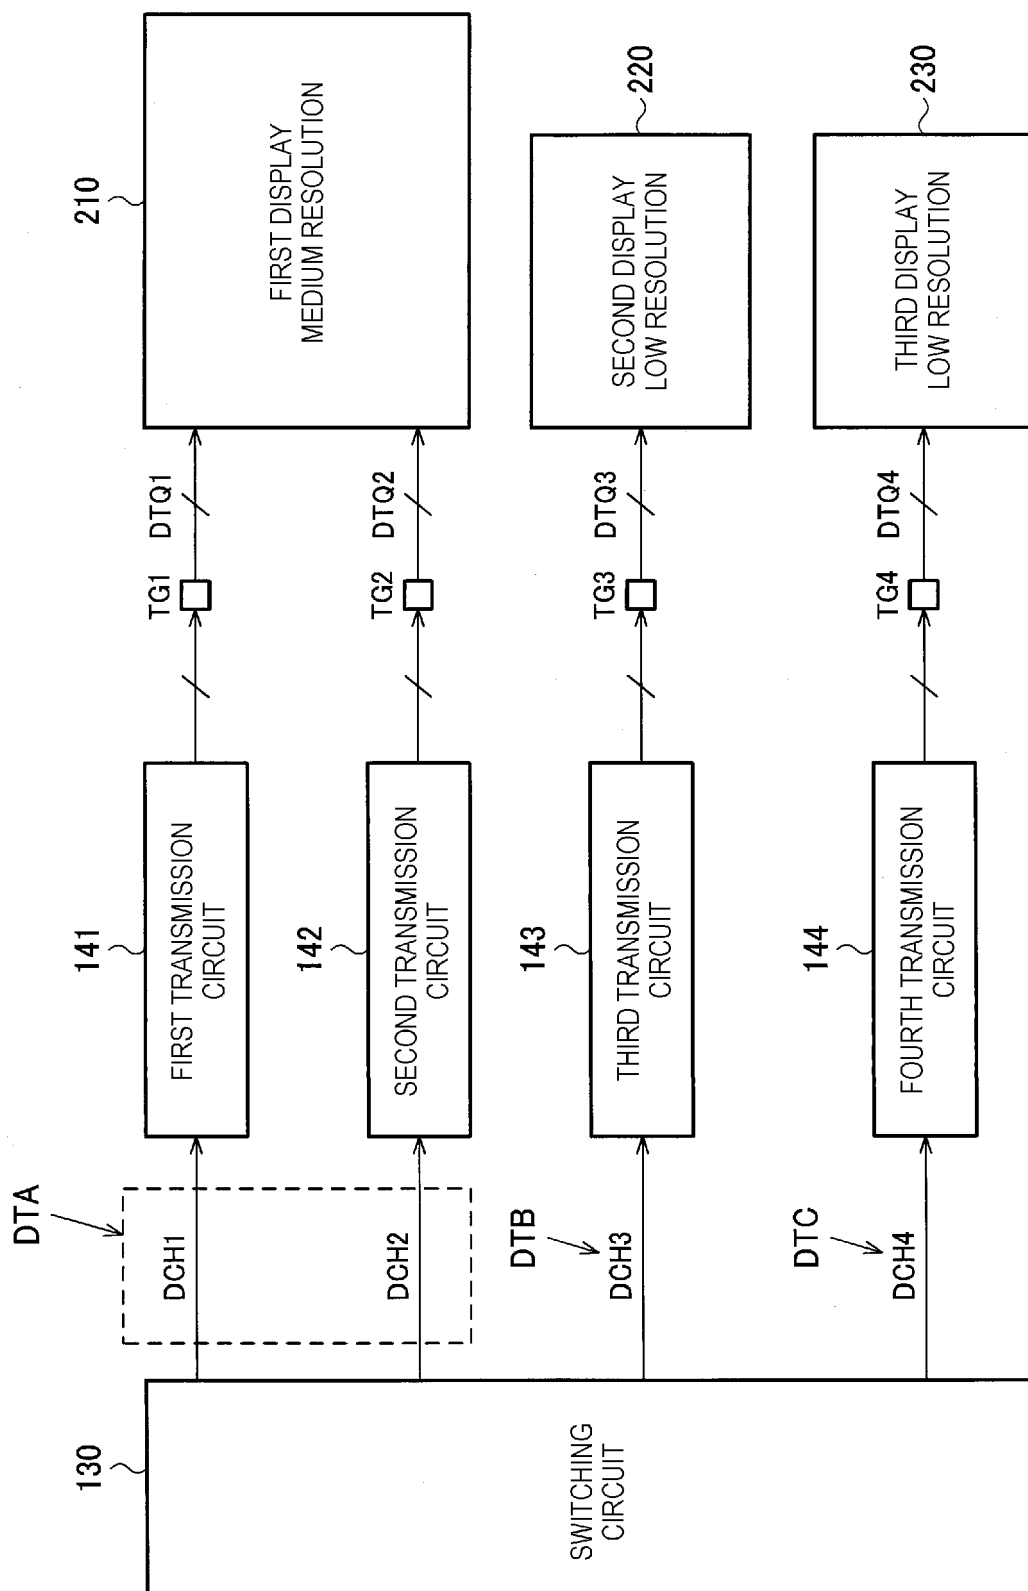 130
SWITCHING
CIRCUIT
DTA
DCH1
DCH2
DTB
DCH3
DTC
DCH4
141
FIRST TRANSMISSION
CIRCUIT
142
SECOND TRANSMISSION
CIRCUIT
143
THIRD TRANSMISSION
CIRCUIT
144
FOURTH TRANSMISSION
CIRCUIT
TG1
DTQ1
TG2
DTQ2
TG3
DTQ3
TG4
DTQ4
210
FIRST DISPLAY
MEDIUM RESOLUTION
220
SECOND DISPLAY
LOW RESOLUTION
230
THIRD DISPLAY
LOW RESOLUTION